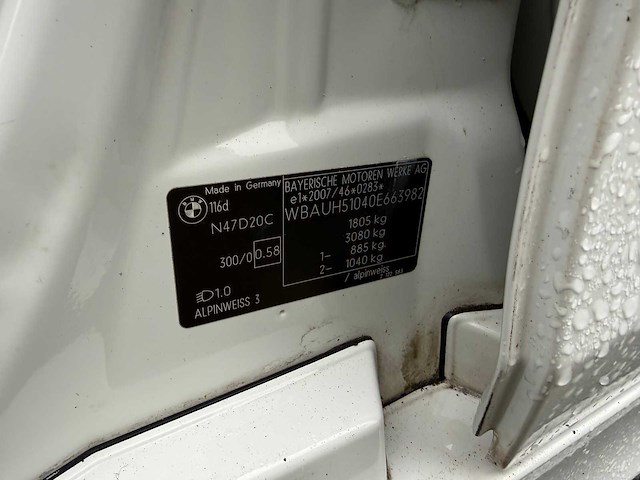 Made in Germany
BMW
116d
N47D20C
300/0 0.58
1.0
ALPINWEISS 3
BAYERISCHE MOTOREN WERKE AG
e1*2007/46*0283*
WBAUH51040E663982
1805 kg
3080 kg
1– 885 kg
2– 1040 kg
/ alpinweiss